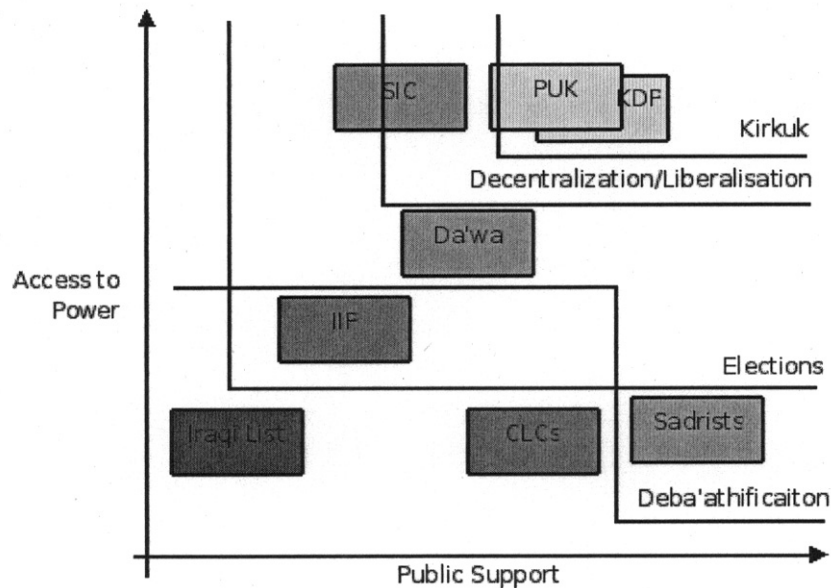 SIC
PUK
KDF
Kirkuk
Decentralization/Liberalisation
Da'wa
Access to
Power
IIF
Elections
Iraqi List
CLCs
Sadrists
Deba'athificaiton
Public Support